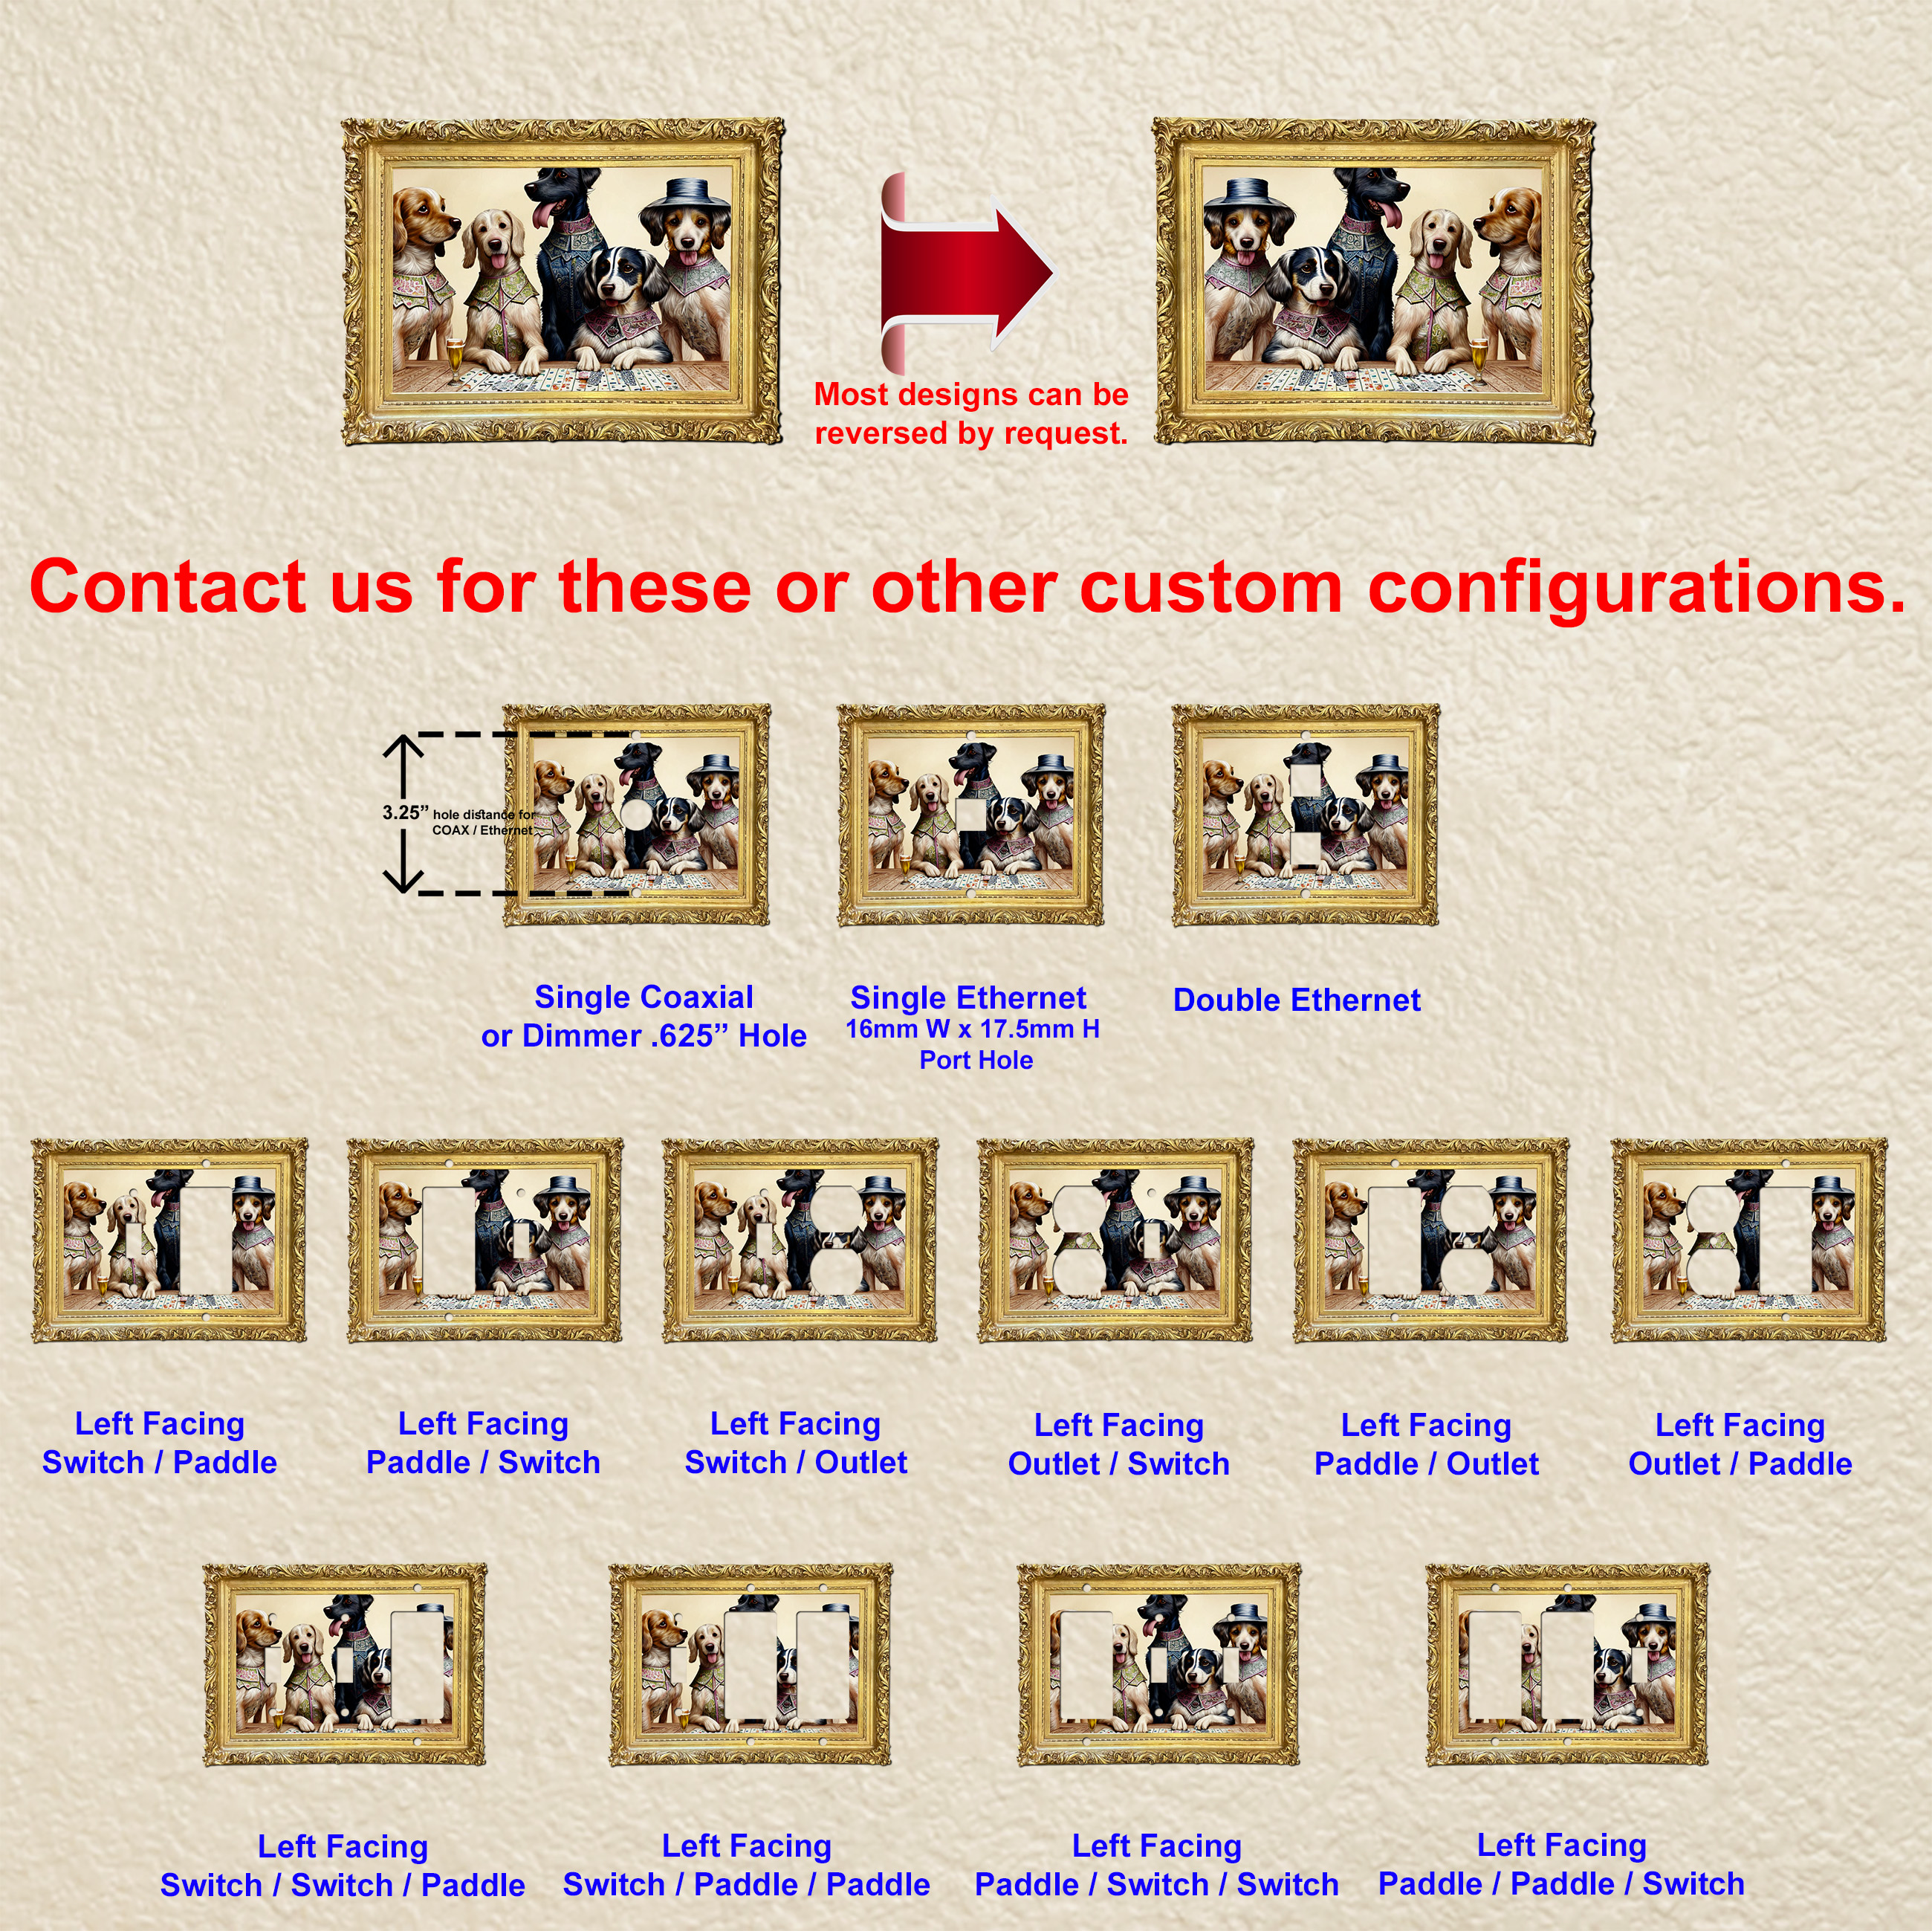 Most designs can be
reversed by request.
Contact us for these or other custom configurations.
3.25” hole distance for
COAX / Ethernet
Single Coaxial
or Dimmer .625” Hole
Single Ethernet
16mm W x 17.5mm H
Port Hole
Double Ethernet
Left Facing
Switch / Paddle
Left Facing
Paddle / Switch
Left Facing
Switch / Outlet
Left Facing
Outlet / Switch
Left Facing
Paddle / Outlet
Left Facing
Outlet / Paddle
Left Facing
Switch / Switch / Paddle
Left Facing
Switch / Paddle / Paddle
Left Facing
Paddle / Switch / Switch
Left Facing
Paddle / Paddle / Switch